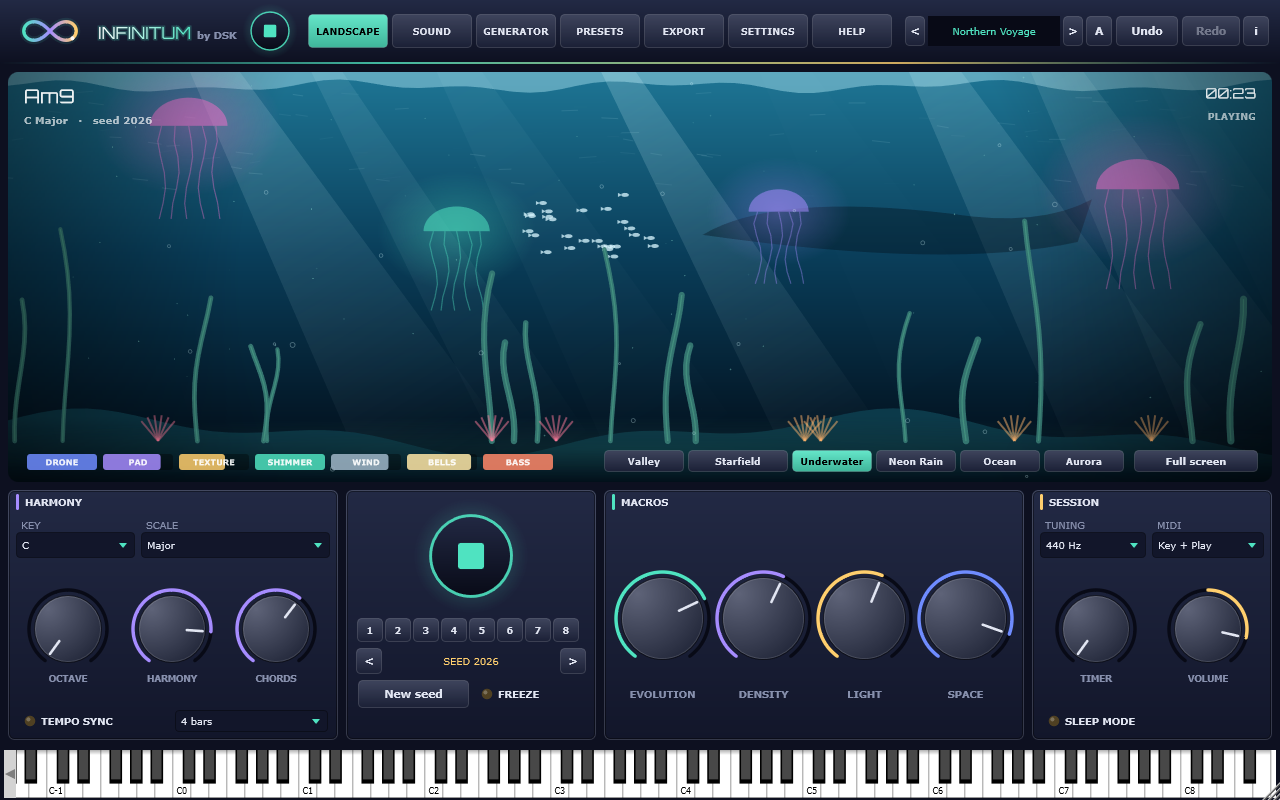 INFINITUM by DSK
LANDSCAPE SOUND GENERATOR PRESETS EXPORT SETTINGS HELP < Northern Voyage > A Undo Redo i
Am9 00:23
C Major · seed 2026 PLAYING
DRONE PAD TEXTURE SHIMMER WIND BELLS BASS Valley Starfield Underwater Neon Rain Ocean Aurora Full screen
HARMONY
KEY SCALE
C Major
OCTAVE HARMONY CHORDS
TEMPO SYNC 4 bars
1 2 3 4 5 6 7 8
< SEED 2026 >
New seed FREEZE
MACROS
EVOLUTION DENSITY LIGHT SPACE
SESSION
TUNING MIDI
440 Hz Key + Play
TIMER VOLUME
SLEEP MODE
C-1 C0 C1 C2 C3 C4 C5 C6 C7 C8